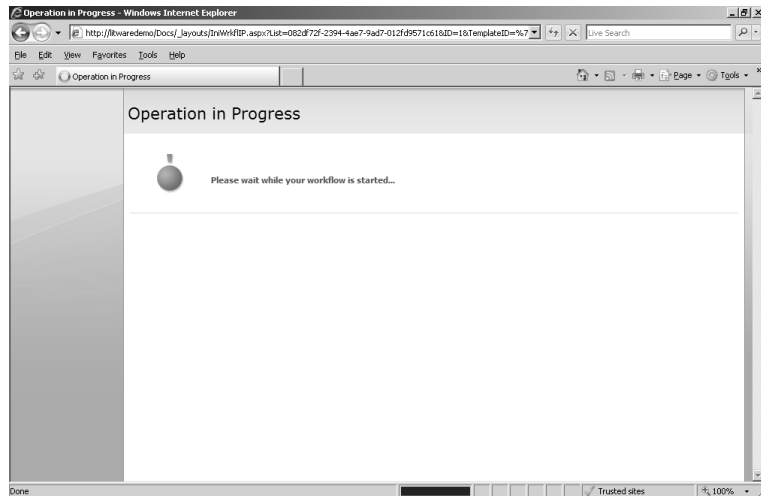 Operation in Progress - Windows Internet Explorer
http://litwaredemo/Docs/_layouts/IniWrkflIP.aspx?List=082df72f-2394-4ae7-9ad7-012fd9571c61&ID=1&TemplateID=%7
Live Search
File Edit View Favorites Tools Help
Operation in Progress
Page Tools »
Operation in Progress
Please wait while your workflow is started...
Done
Trusted sites
100%